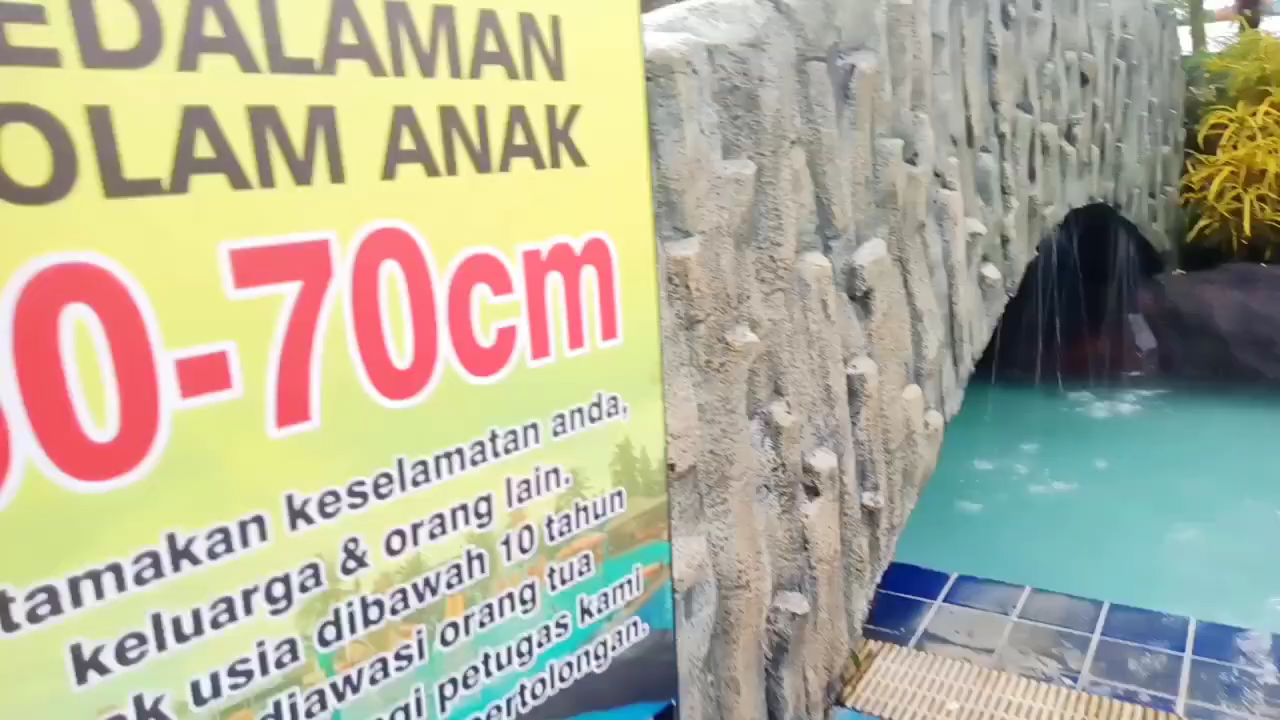 EDALAMAN
OLAM ANAK
0-70cm
tamakan keselamatan anda,
keluarga & orang lain.
ak usia dibawah 10 tahun
diawasi orang tua
gi petugas kami
pertolongan.